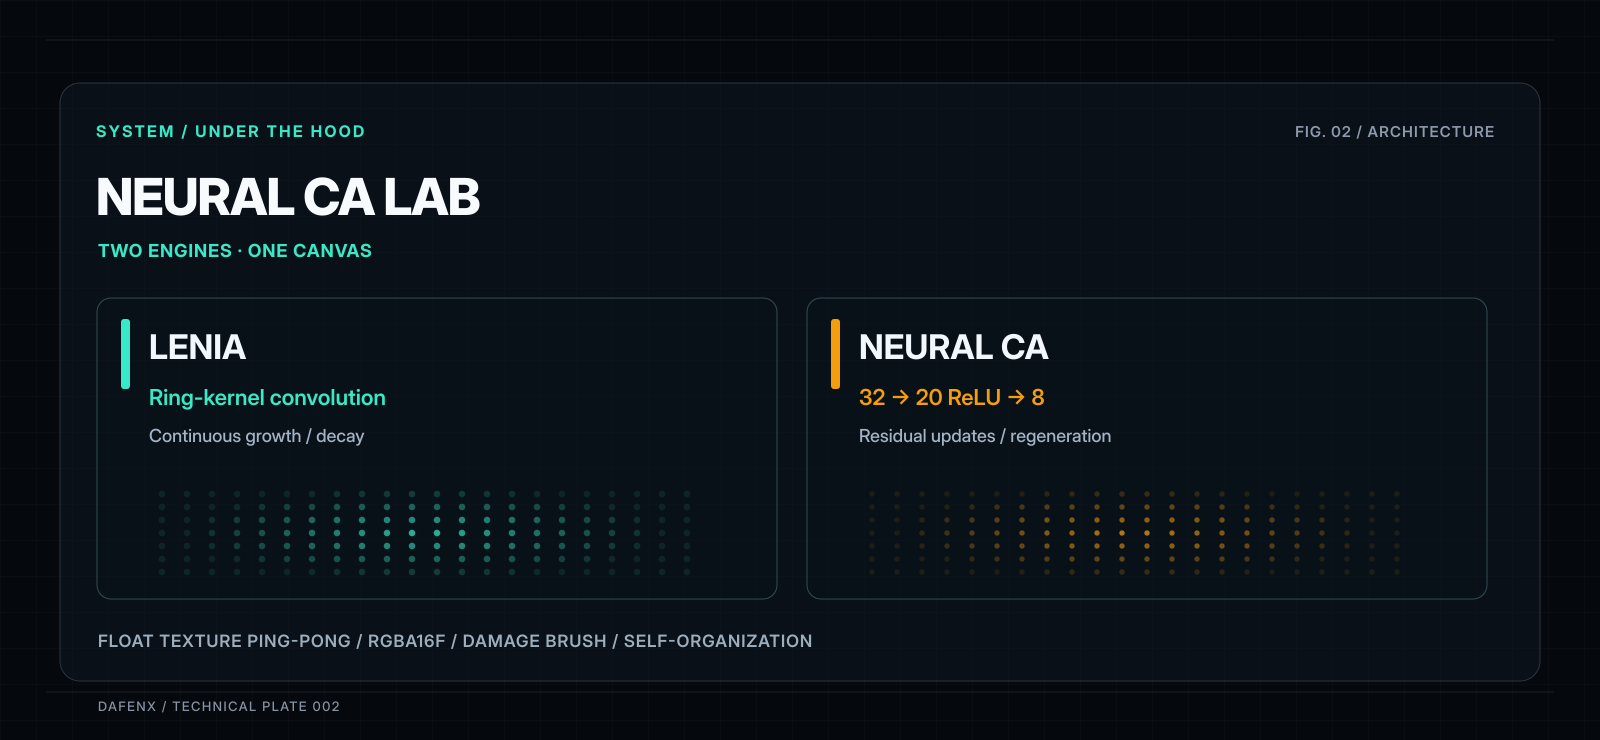 SYSTEM / UNDER THE HOOD
FIG. 02 / ARCHITECTURE
NEURAL CA LAB
TWO ENGINES · ONE CANVAS
LENIA
Ring-kernel convolution
Continuous growth / decay
NEURAL CA
32 → 20 ReLU → 8
Residual updates / regeneration
FLOAT TEXTURE PING-PONG / RGBA16F / DAMAGE BRUSH / SELF-ORGANIZATION
DAFENX / TECHNICAL PLATE 002